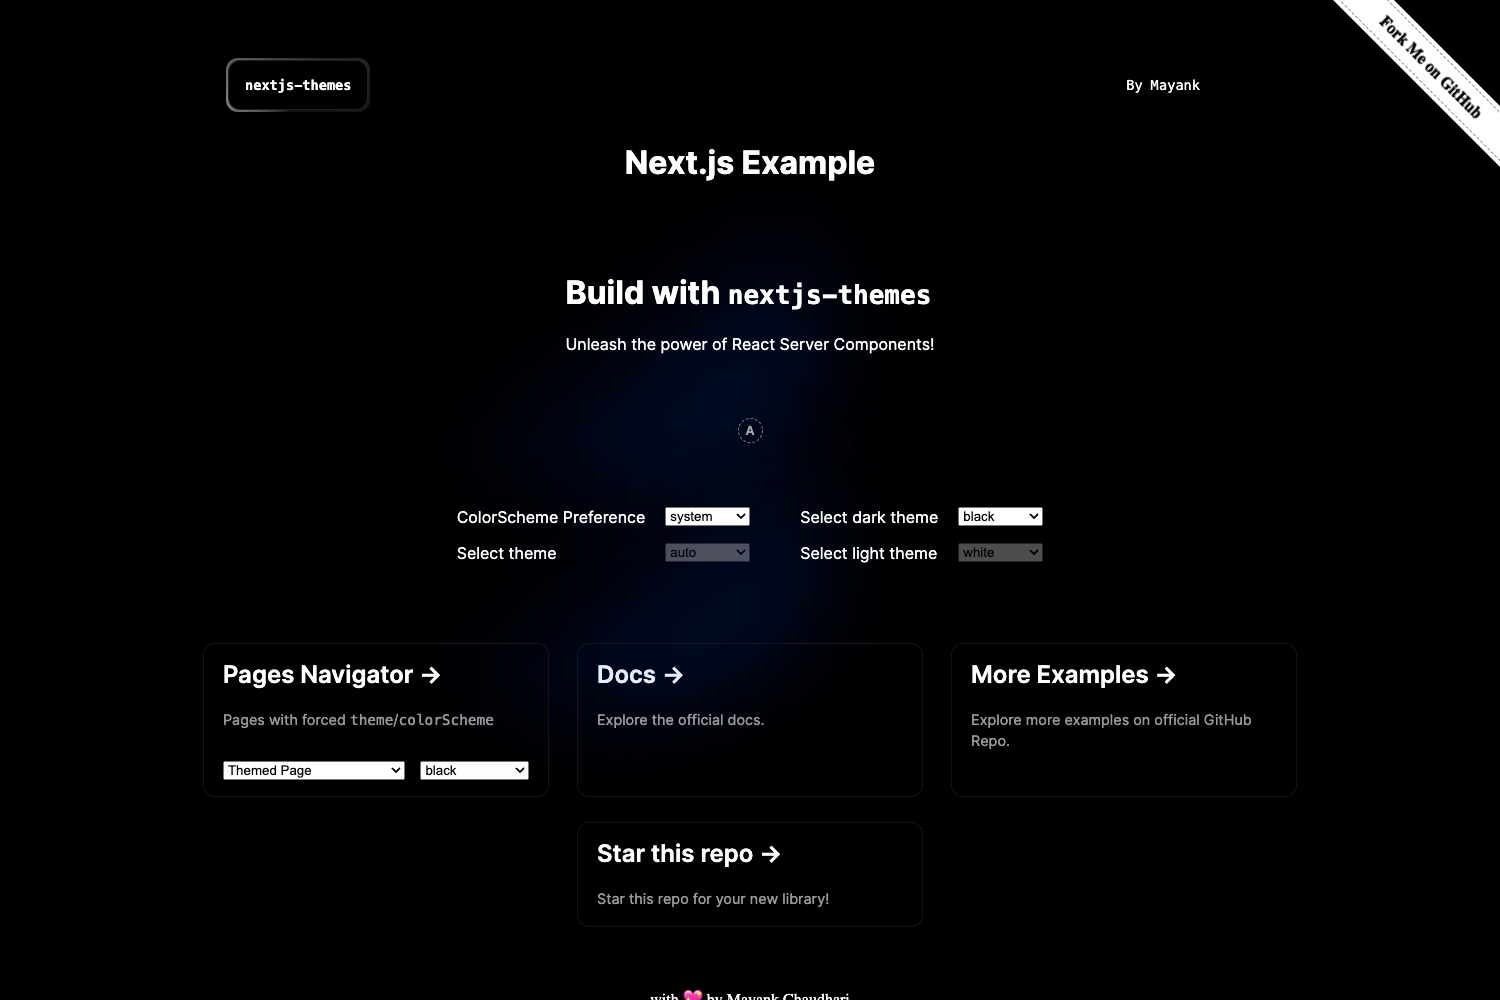 nextjs-themes
By Mayank
Fork Me on GitHub
Next.js Example
Build with nextjs-themes
Unleash the power of React Server Components!
A
ColorScheme Preference system
Select dark theme black
Select theme auto
Select light theme white
Pages Navigator →
Pages with forced theme/colorScheme
Themed Page black
Docs →
Explore the official docs.
More Examples →
Explore more examples on official GitHub
Repo.
Star this repo →
Star this repo for your new library!
with 💖 by Mayank Chaudhari